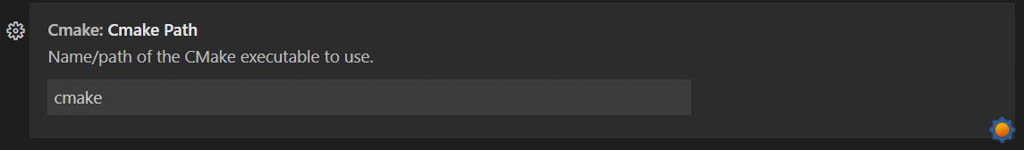 Cmake: Cmake Path
Name/path of the CMake executable to use.
cmake